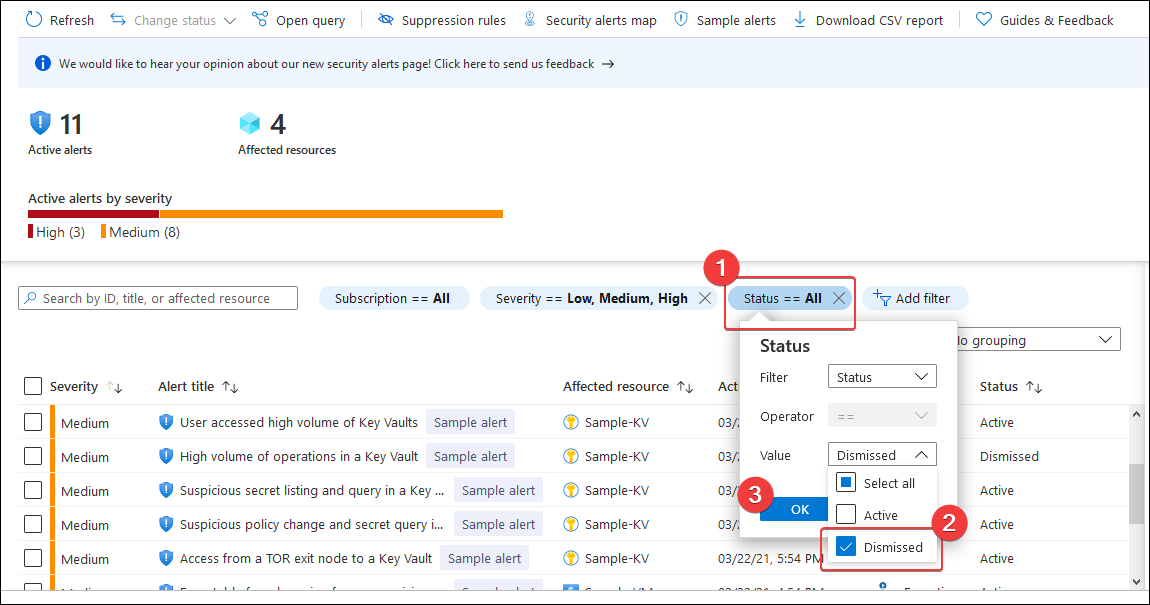 Refresh Change status Open query Suppression rules Security alerts map Sample alerts Download CSV report Guides & Feedback
We would like to hear your opinion about our new security alerts page! Click here to send us feedback →
11
Active alerts
4
Affected resources
Active alerts by severity
High (3) Medium (8)
1
Search by ID, title, or affected resource Subscription == All Severity == Low, Medium, High Status == All Add filter
Status
grouping
Filter Status
Operator ==
Value Dismissed
Select all
Active
Dismissed
OK
3
2
Severity ↑↓ Alert title ↑↓ Affected resource ↑↓ Status ↑↓
Medium User accessed high volume of Key Vaults Sample alert Sample-KV 03/ Active
Medium High volume of operations in a Key Vault Sample alert Sample-KV 03/2 Dismissed
Medium Suspicious secret listing and query in a Key ... Sample alert Sample-KV 03/2 Active
Medium Suspicious policy change and secret query i... Sample alert Sample-KV 03/2 Active
Medium Access from a TOR exit node to a Key Vault Sample alert Sample-KV 03/22/21, 5:54 PM Active